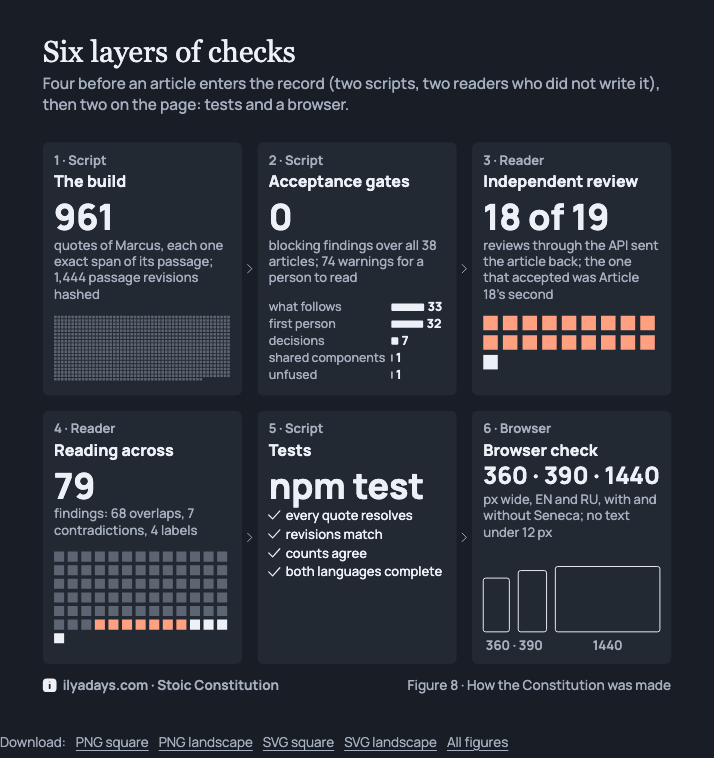 Six layers of checks
Four before an article enters the record (two scripts, two readers who did not write it),
then two on the page: tests and a browser.
1 · Script
The build
961
quotes of Marcus, each one
exact span of its passage;
1,444 passage revisions
hashed
2 · Script
Acceptance gates
0
blocking findings over all 38
articles; 74 warnings for a
person to read
what follows 33
first person 32
decisions 7
shared components 1
unfused 1
3 · Reader
Independent review
18 of 19
reviews through the API sent
the article back; the one
that accepted was Article
18's second
4 · Reader
Reading across
79
findings: 68 overlaps, 7
contradictions, 4 labels
5 · Script
Tests
npm test
✓ every quote resolves
✓ revisions match
✓ counts agree
✓ both languages complete
6 · Browser
Browser check
360 · 390 · 1440
px wide, EN and RU, with and
without Seneca; no text
under 12 px
360 · 390 1440
i ilyadays.com · Stoic Constitution
Figure 8 · How the Constitution was made
Download: PNG square PNG landscape SVG square SVG landscape All figures